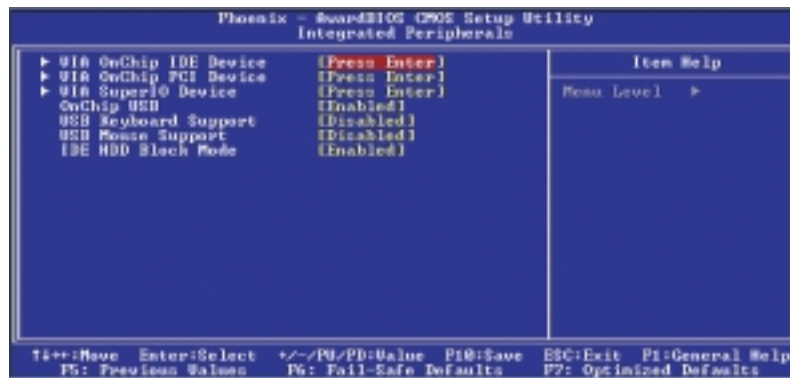 Phoenix - AwardBIOS CMOS Setup Utility
Integrated Peripherals
► VIA OnChip IDE Device [Press Enter]
► VIA OnChip PCI Device [Press Enter]
► VIA SuperIO Device [Press Enter]
OnChip USB [Enabled]
USB Keyboard Support [Disabled]
USB Mouse Support [Disabled]
IDE HDD Block Mode [Enabled]
Item Help
Menu Level ►
↑↓→←:Move Enter:Select +/-/PU/PD:Value F10:Save ESC:Exit F1:General Help
F5: Previous Values F6: Fail-Safe Defaults F7: Optimized Defaults